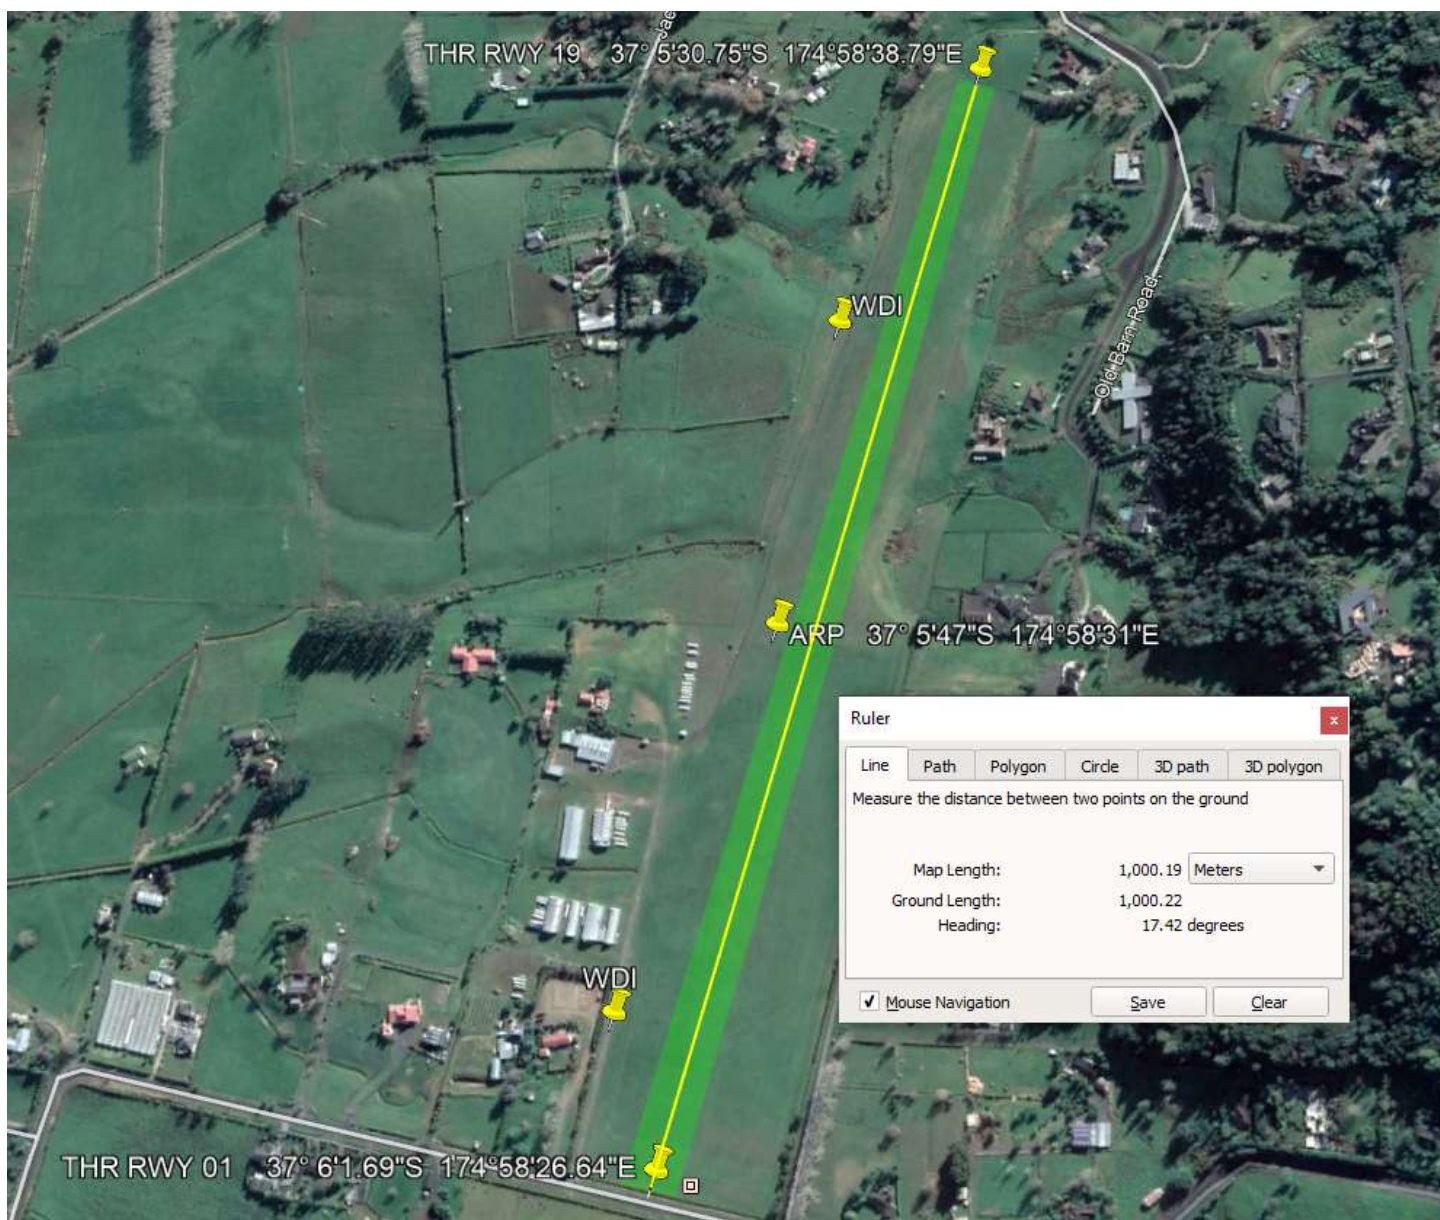 Jac
THR RWY 19 37° 5'30.75"S 174°58'38.79"E
WDI
Old Barn Road
ARP 37° 5'47"S 174°58'31"E
Ruler
x
Line Path Polygon Circle 3D path 3D polygon
Measure the distance between two points on the ground
Map Length: 1,000.19 Meters
Ground Length: 1,000.22
Heading: 17.42 degrees
Mouse Navigation Save Clear
WDI
THR RWY 01 37° 6'1.69"S 174°58'26.64"E